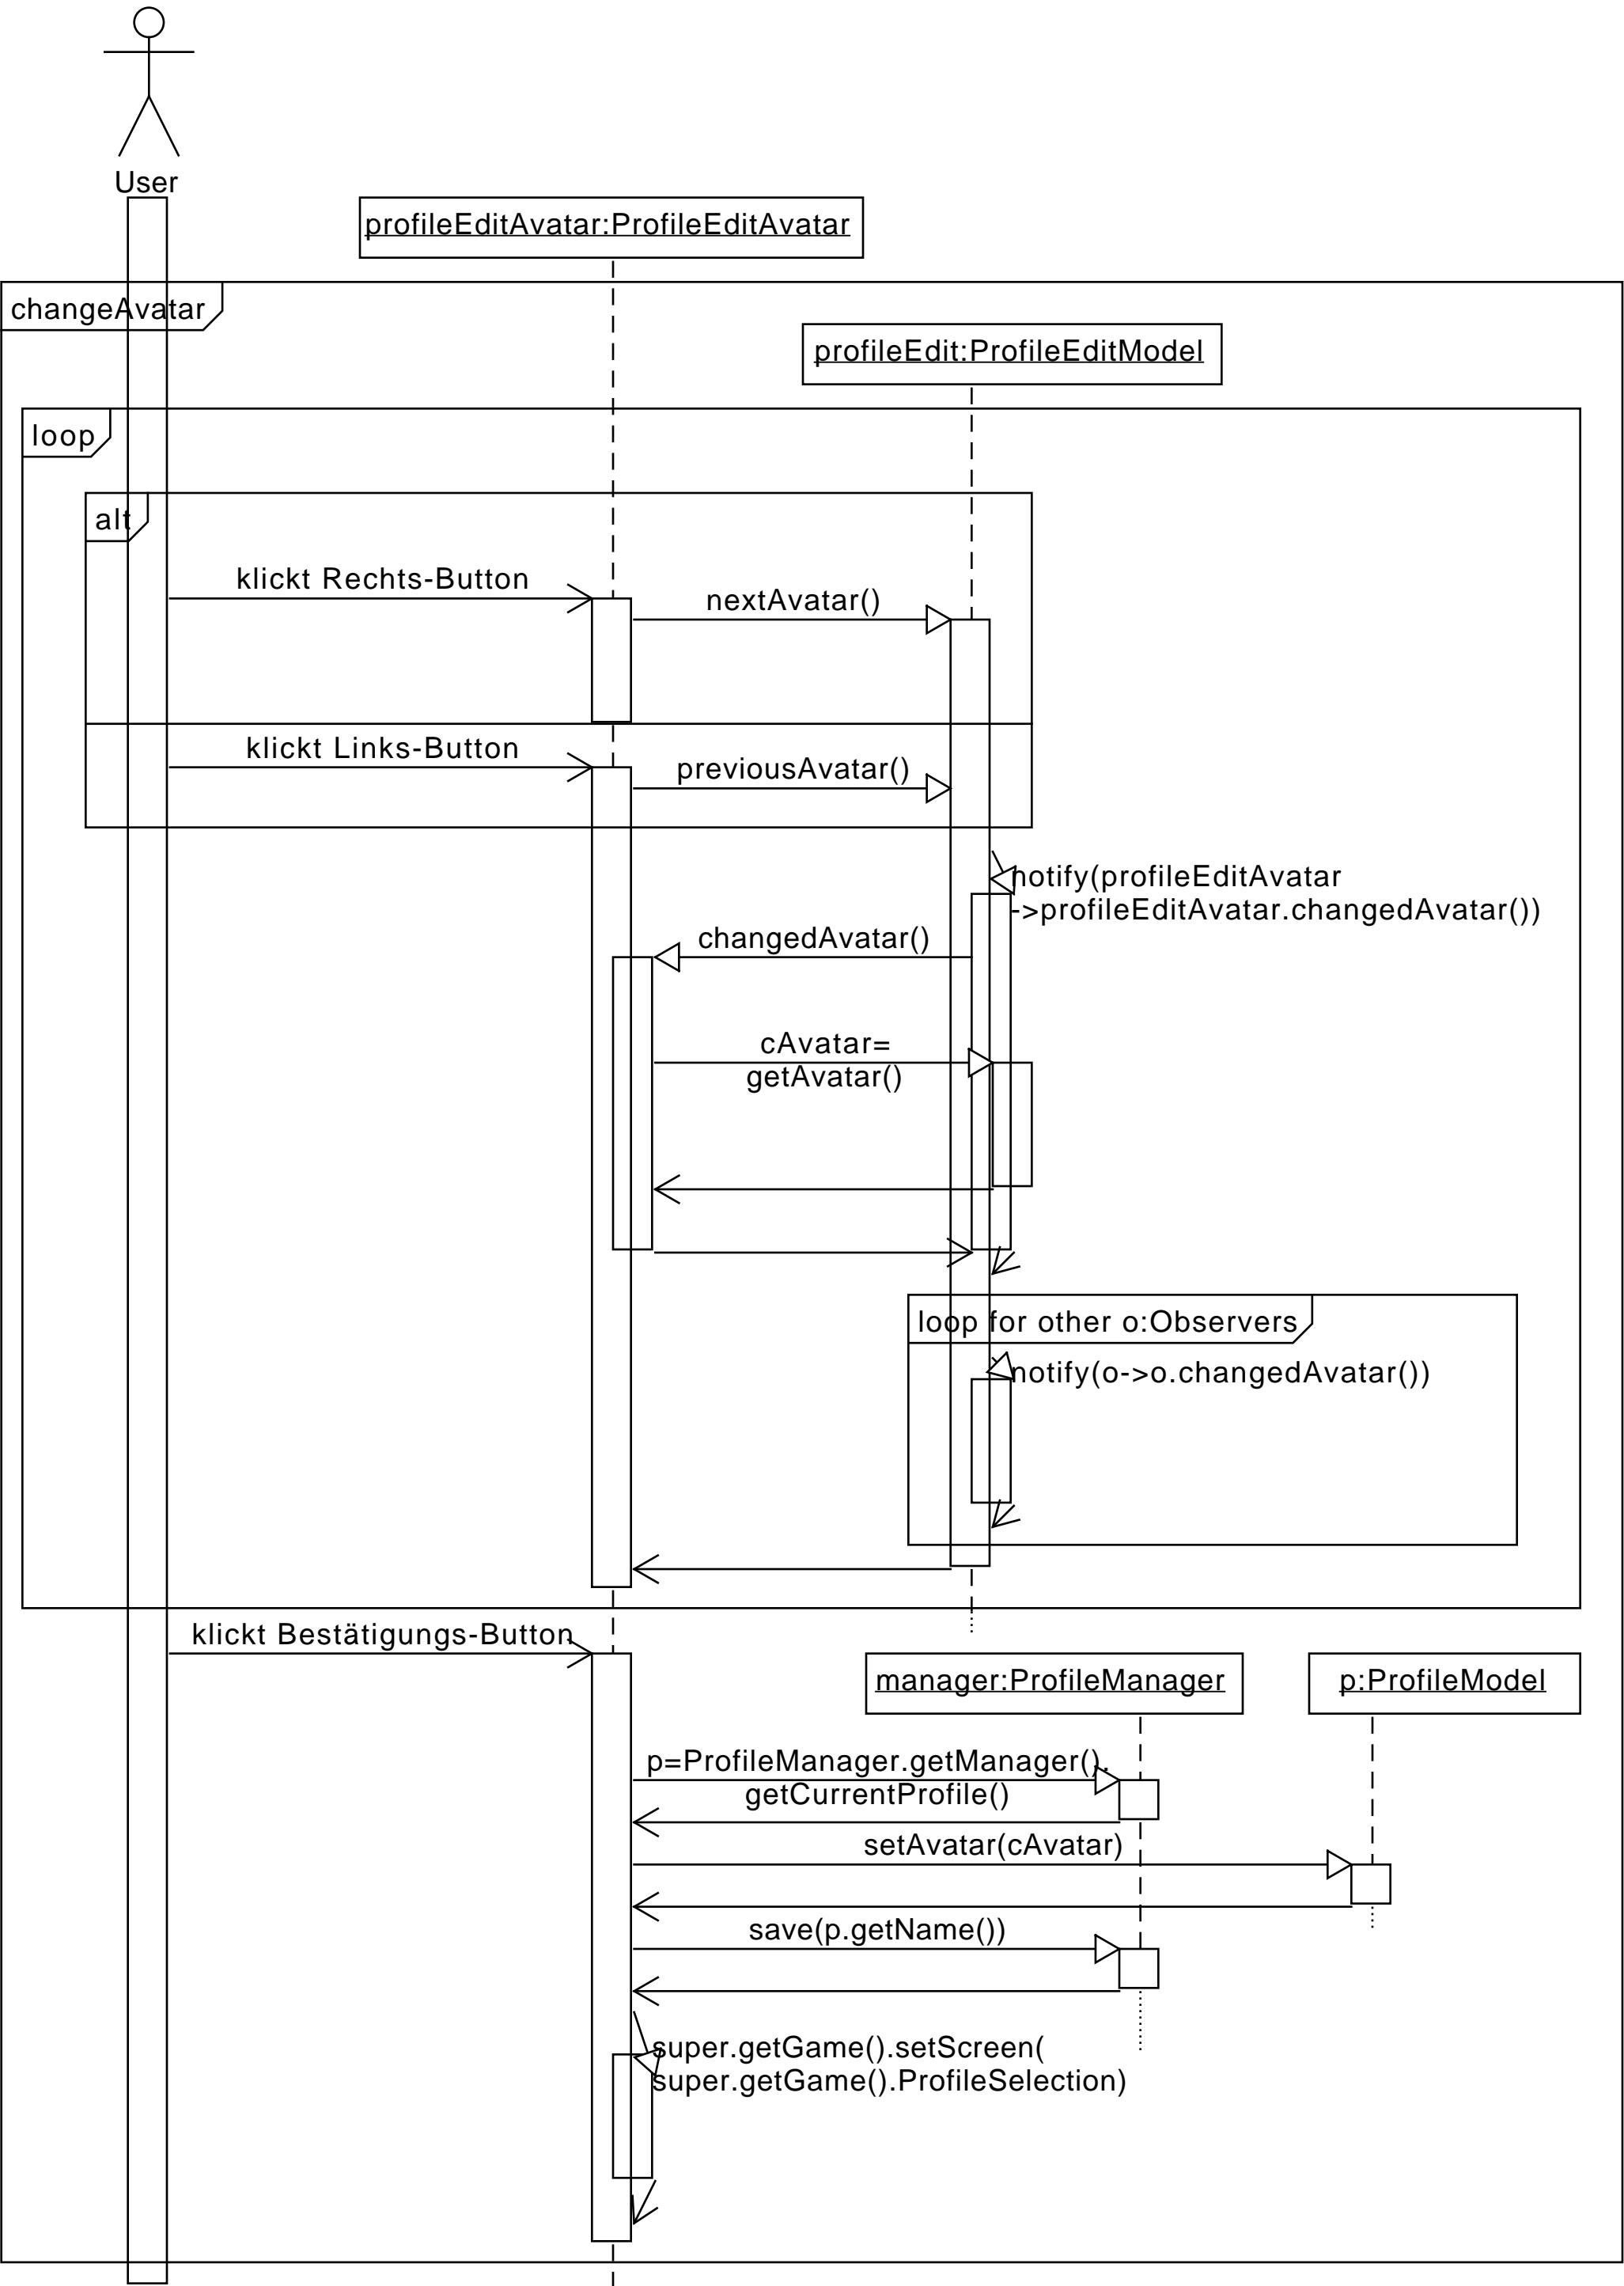 User
profileEditAvatar:ProfileEditAvatar
changeAvatar
profileEdit:ProfileEditModel
loop
alt
klickt Rechts-Button
nextAvatar()
klickt Links-Button
previousAvatar()
notify(profileEditAvatar
->profileEditAvatar.changedAvatar())
changedAvatar()
cAvatar=
getAvatar()
loop for other o:Observers
notify(o->o.changedAvatar())
klickt Bestätigungs-Button
manager:ProfileManager
p:ProfileModel
p=ProfileManager.getManager().
getCurrentProfile()
setAvatar(cAvatar)
save(p.getName())
super.getGame().setScreen(
super.getGame().ProfileSelection)